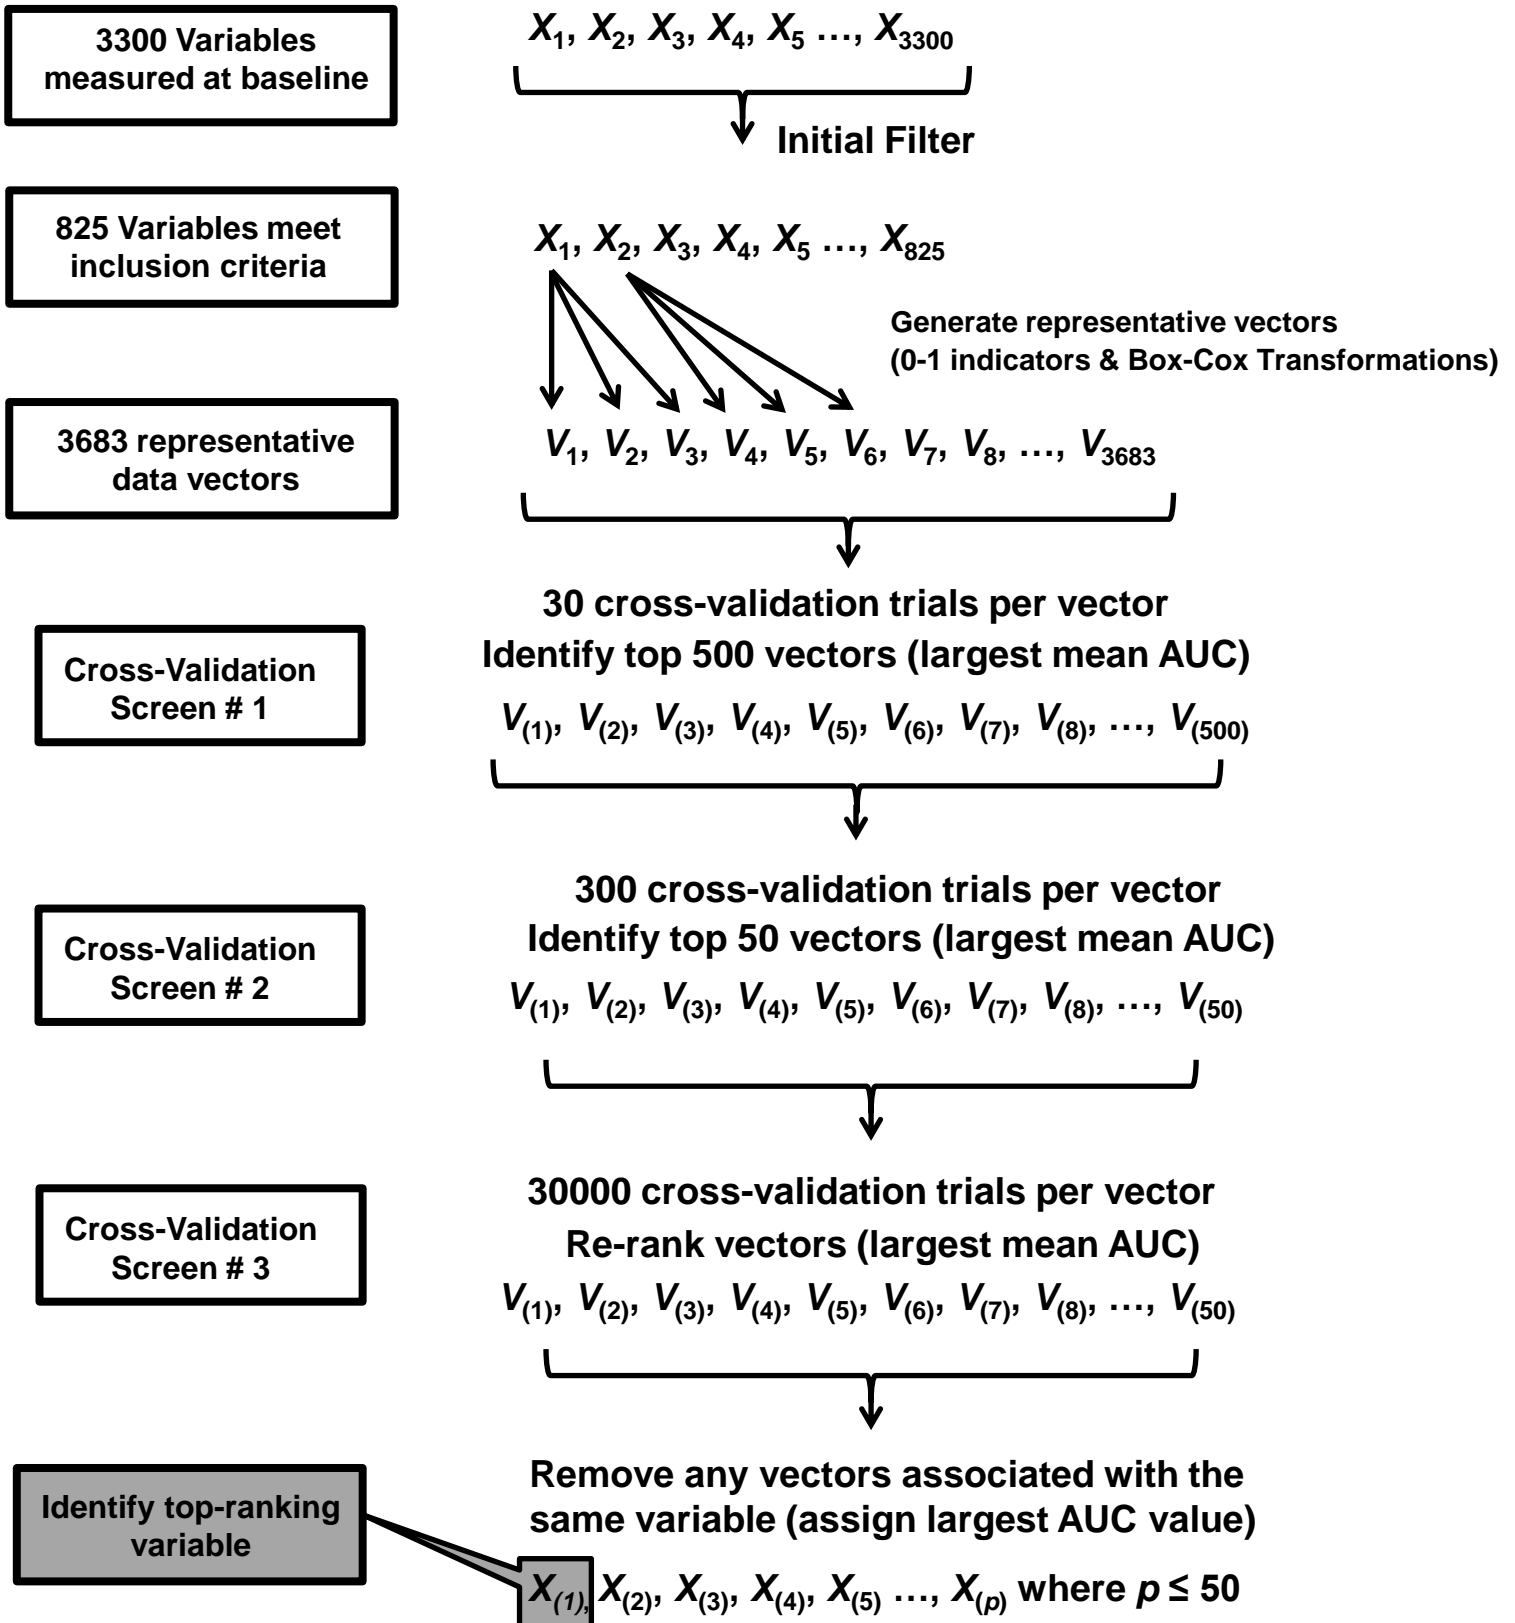 3300 Variables
measured at baseline
X1, X2, X3, X4, X5 …, X3300
Initial Filter
825 Variables meet
inclusion criteria
X1, X2, X3, X4, X5 …, X825
Generate representative vectors
(0-1 indicators & Box-Cox Transformations)
3683 representative
data vectors
V1, V2, V3, V4, V5, V6, V7, V8, …, V3683
30 cross-validation trials per vector
Identify top 500 vectors (largest mean AUC)
Cross-Validation
Screen # 1
V(1), V(2), V(3), V(4), V(5), V(6), V(7), V(8), …, V(500)
300 cross-validation trials per vector
Identify top 50 vectors (largest mean AUC)
Cross-Validation
Screen # 2
V(1), V(2), V(3), V(4), V(5), V(6), V(7), V(8), …, V(50)
30000 cross-validation trials per vector
Re-rank vectors (largest mean AUC)
Cross-Validation
Screen # 3
V(1), V(2), V(3), V(4), V(5), V(6), V(7), V(8), …, V(50)
Remove any vectors associated with the
same variable (assign largest AUC value)
Identify top-ranking
variable
X(1), X(2), X(3), X(4), X(5) …, X(p) where p ≤ 50